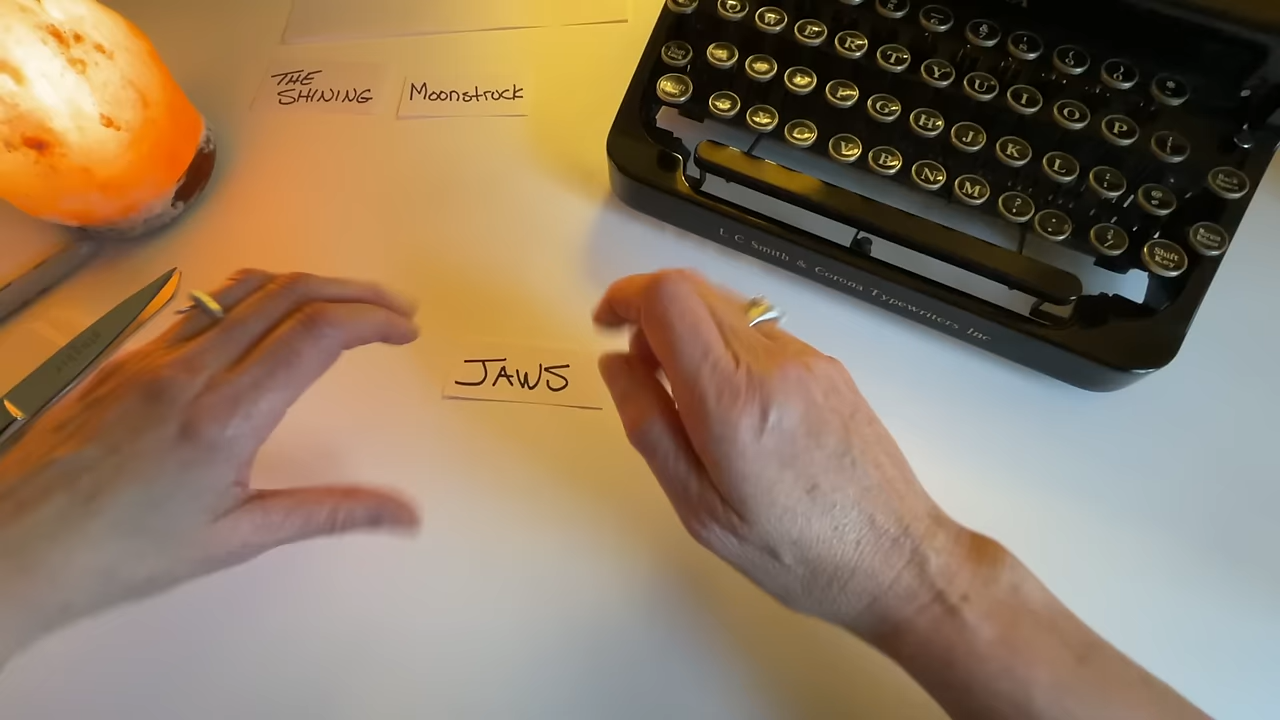 THE
SHINING
Moonstruck
JAWS
Q W E R T Y U I O P
F G H J K L
V B N M
Shift Key
L C Smith & Corona Typewriters Inc